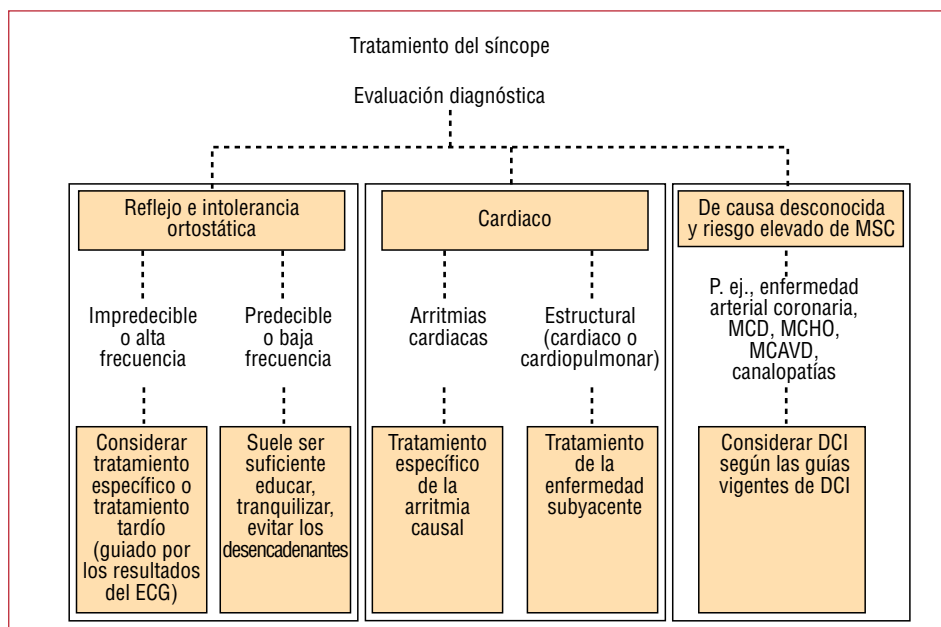 Tratamiento del síncope
Evaluación diagnóstica
Reflejo e intolerancia
ortostática
Impredecible
o alta
frecuencia
Predecible
o baja
frecuencia
Considerar
tratamiento
específico o
tratamiento
tardío
(guiado por
los resultados
del ECG)
Suele ser
suficiente
educar,
tranquilizar,
evitar los
desencadenantes
Cardiaco
Arritmias
cardiacas
Estructural
(cardiaco o
cardiopulmonar)
Tratamiento
específico
de la
arritmia
causal
Tratamiento
de la
enfermedad
subyacente
De causa desconocida
y riesgo elevado de MSC
P. ej., enfermedad
arterial coronaria,
MCD, MCHO,
MCAVD,
canalopatías
Considerar DCI
según las guías
vigentes de DCI